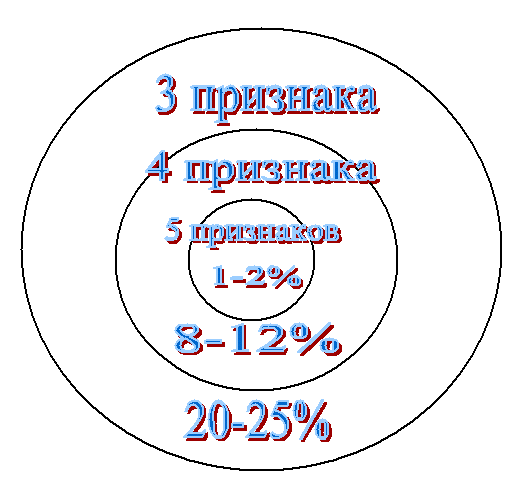 3 признака
4 признака
5 признаков
1-2%
8-12%
20-25%